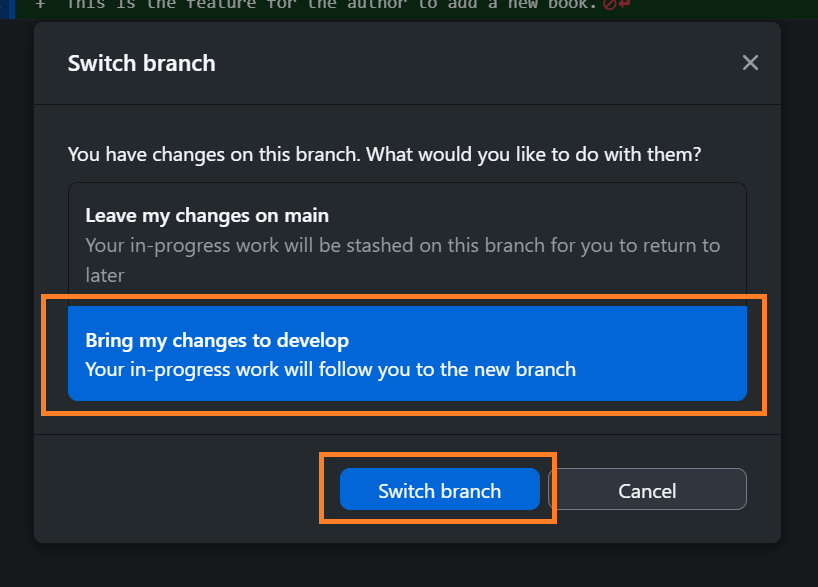 + This is the feature for the author to add a new book.
Switch branch
You have changes on this branch. What would you like to do with them?
Leave my changes on main
Your in-progress work will be stashed on this branch for you to return to
later
Bring my changes to develop
Your in-progress work will follow you to the new branch
Switch branch
Cancel